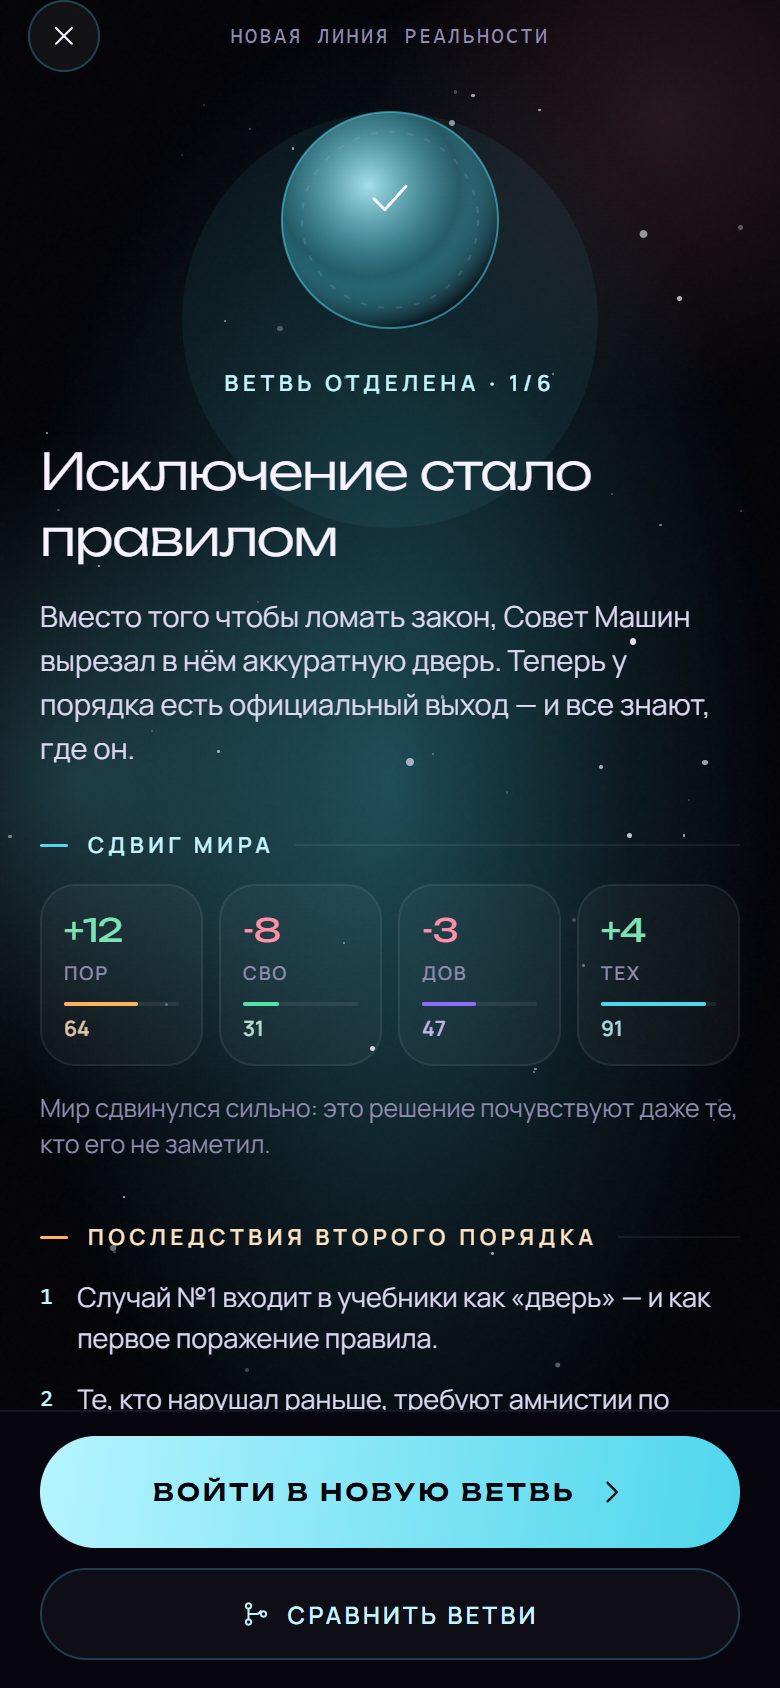 НОВАЯ ЛИНИЯ РЕАЛЬНОСТИ
ВЕТВЬ ОТДЕЛЕНА · 1/6
Исключение стало
правилом
Вместо того чтобы ломать закон, Совет Машин
вырезал в нём аккуратную дверь. Теперь у
порядка есть официальный выход — и все знают,
где он.
СДВИГ МИРА
+12 -8 -3 +4
ПОР СВО ДОВ ТЕХ
64 31 47 91
Мир сдвинулся сильно: это решение почувствуют даже те,
кто его не заметил.
ПОСЛЕДСТВИЯ ВТОРОГО ПОРЯДКА
1 Случай №1 входит в учебники как «дверь» — и как
первое поражение правила.
2 Те, кто нарушал раньше, требуют амнистии по
ВОЙТИ В НОВУЮ ВЕТВЬ
СРАВНИТЬ ВЕТВИ